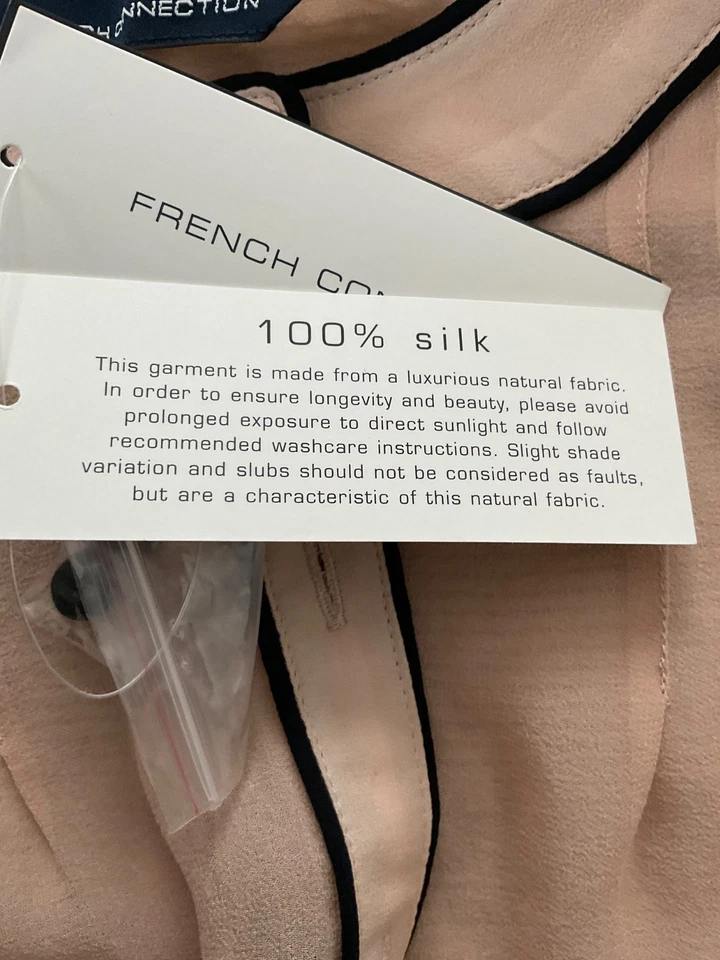 NNECTION
FRENCH CON
100% silk
This garment is made from a luxurious natural fabric.
In order to ensure longevity and beauty, please avoid
prolonged exposure to direct sunlight and follow
recommended washcare instructions. Slight shade
variation and slubs should not be considered as faults,
but are a characteristic of this natural fabric.